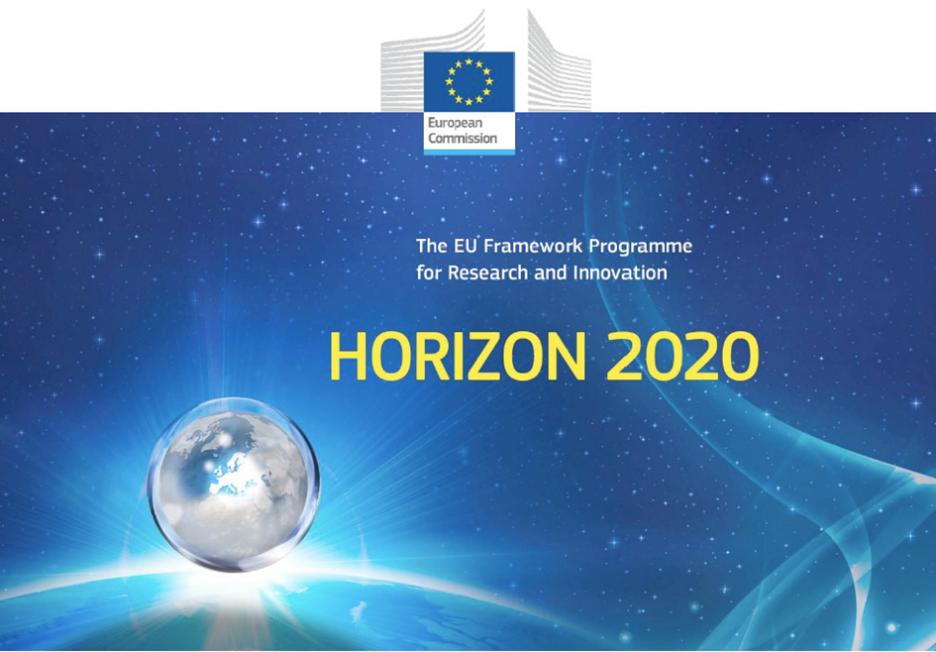 European
Commission
The EU Framework Programme
for Research and Innovation
HORIZON 2020